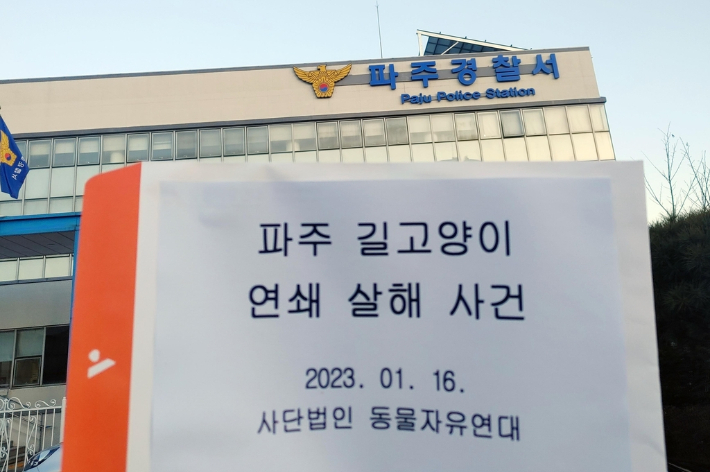 파주경찰서
Paju Police Station
파주 길고양이
연쇄 살해 사건
2023. 01. 16.
사단법인 동물자유연대